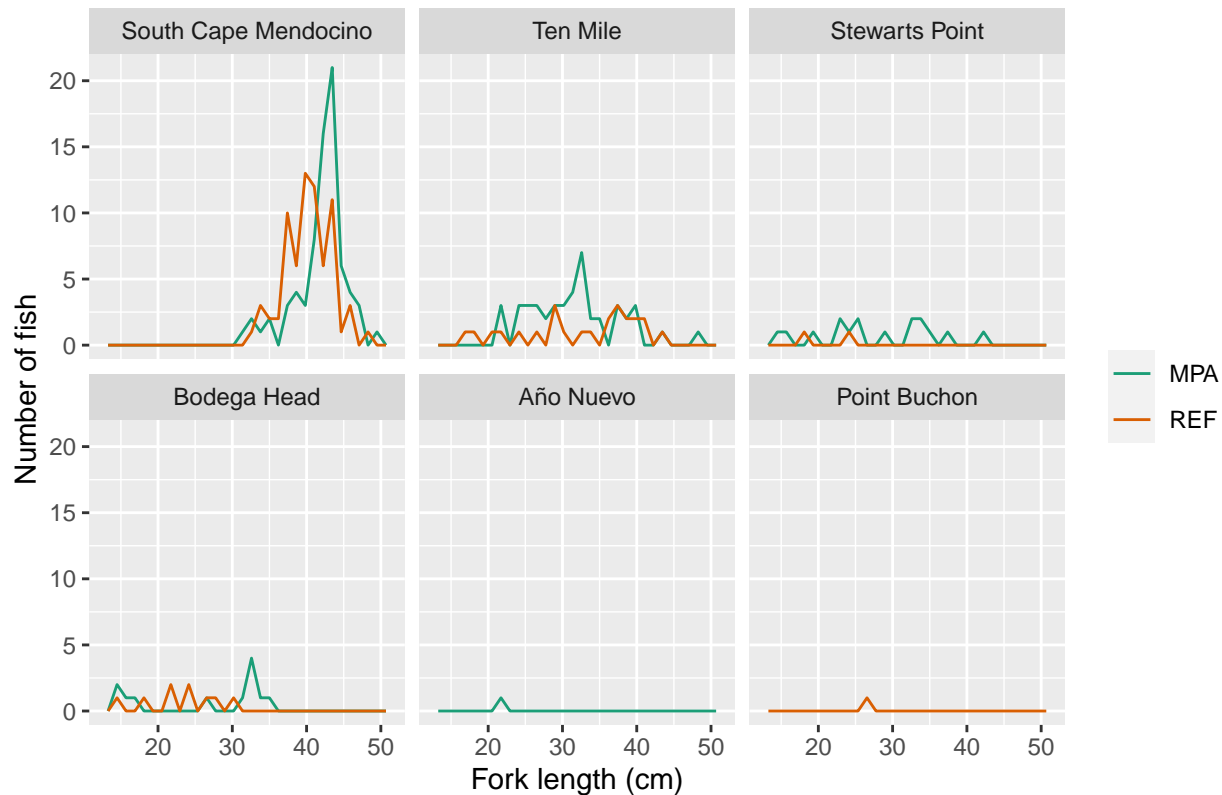 South Cape Mendocino
Ten Mile
Stewarts Point
20
15
10
5
0
Bodega Head
Año Nuevo
Point Buchon
20
15
10
5
0
20 30 40 50
20 30 40 50
20 30 40 50
Fork length (cm)
Number of fish
MPA
REF